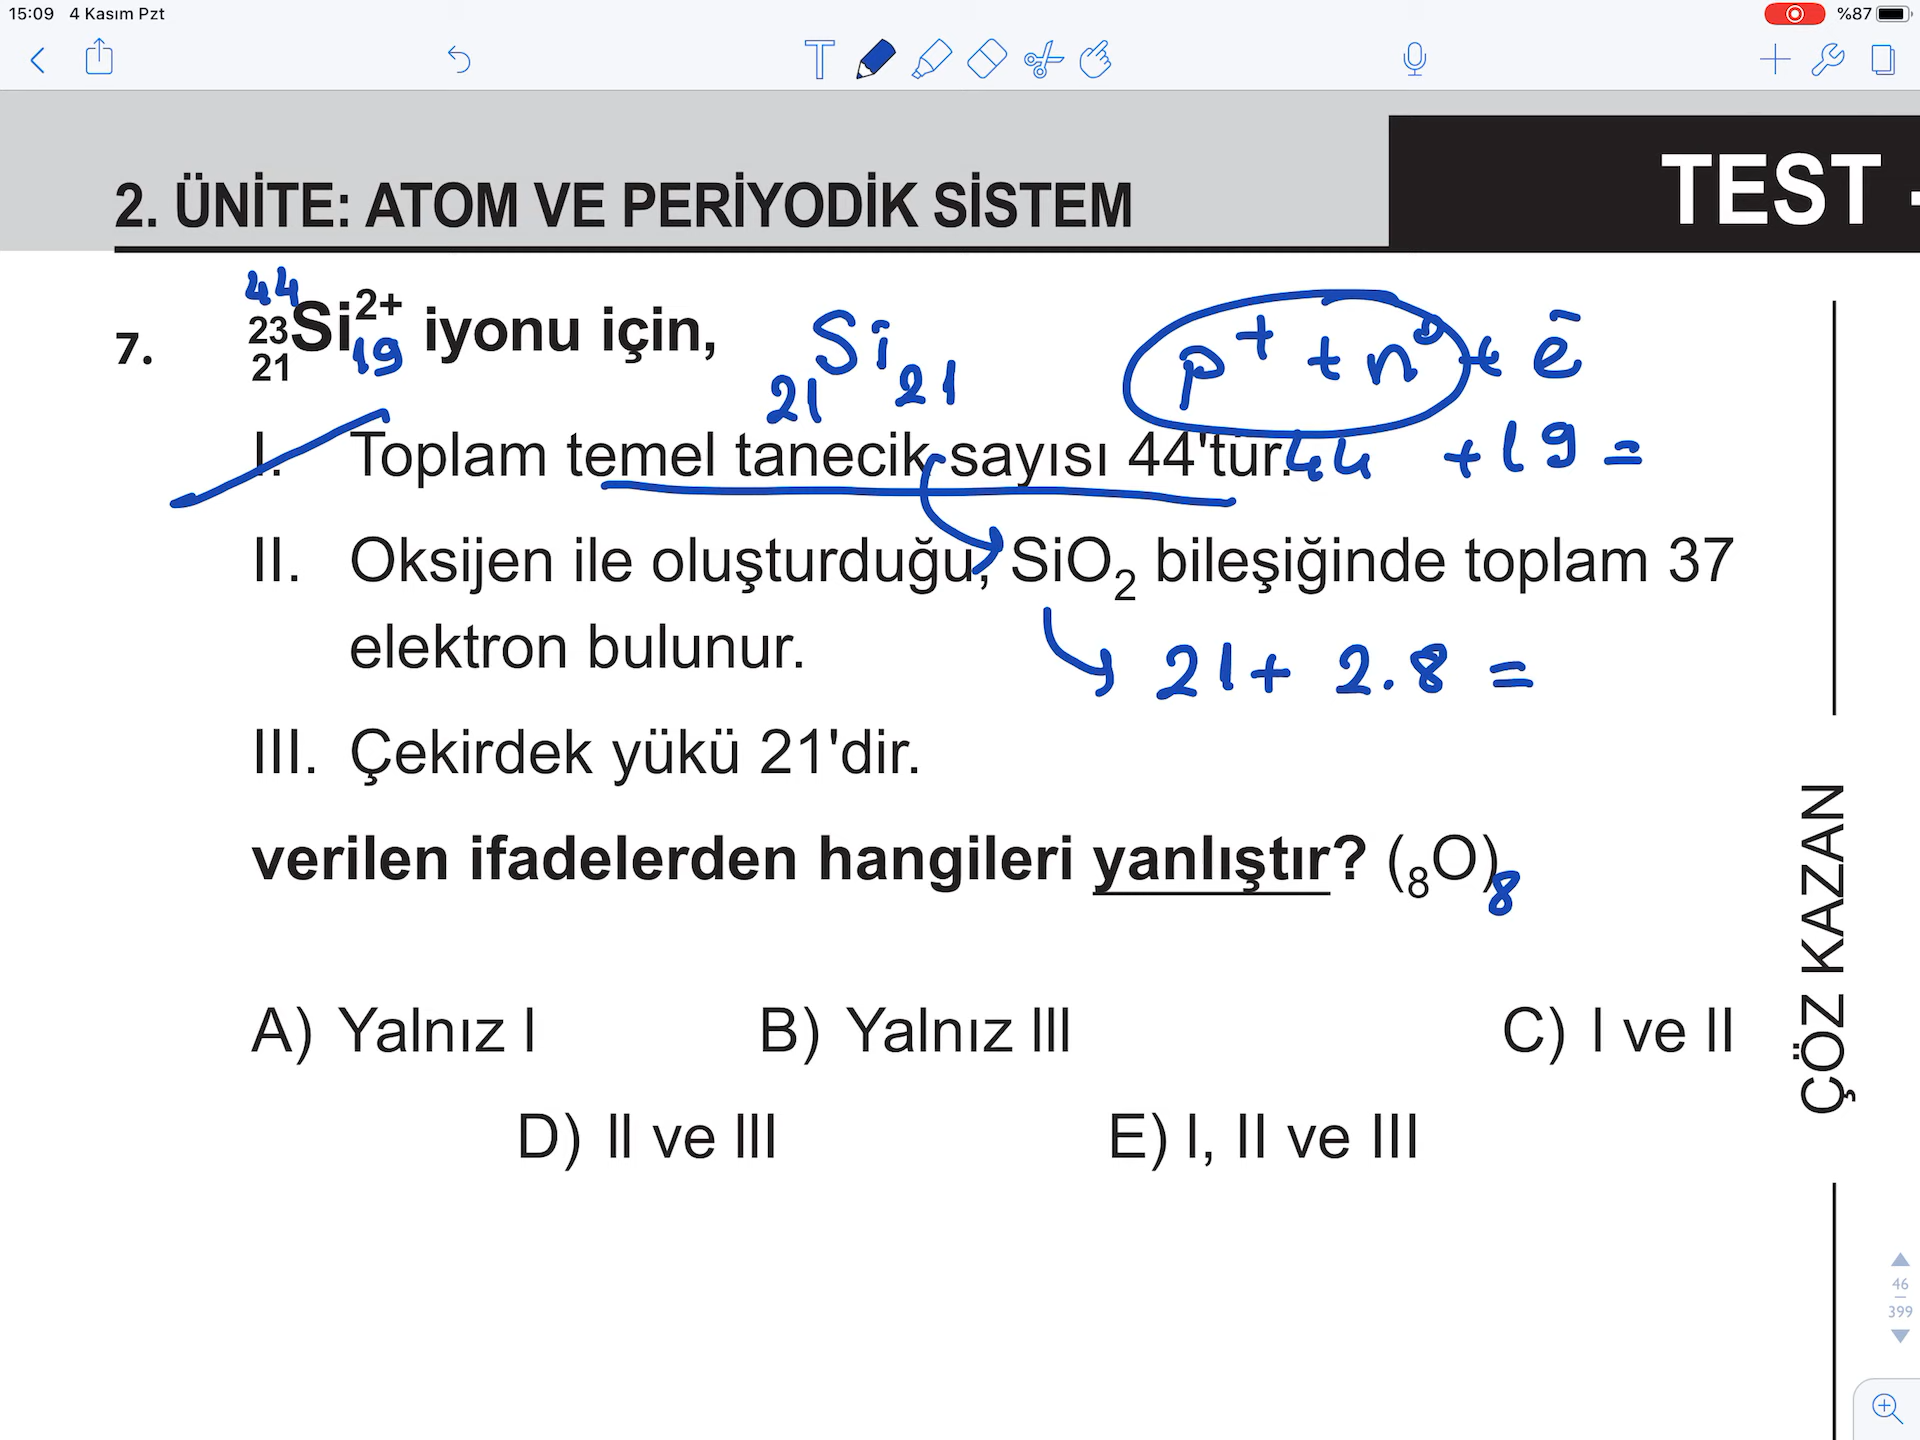 15:09 4 Kasım Pzt %87
T
2. ÜNİTE: ATOM VE PERİYODİK SİSTEM
TEST -
7. 44 23 21 Si 2+ 19 iyonu için,
21 Si 21
p+ + n0 + e-
I. Toplam temel tanecik sayısı 44'tür.
44 + 19 =
II. Oksijen ile oluşturduğu, SiO2 bileşiğinde toplam 37
elektron bulunur.
21 + 2.8 =
III. Çekirdek yükü 21'dir.
verilen ifadelerden hangileri yanlıştır? (8O) 8
A) Yalnız I B) Yalnız III C) I ve II
D) II ve III E) I, II ve III
ÇÖZ KAZAN
46
399